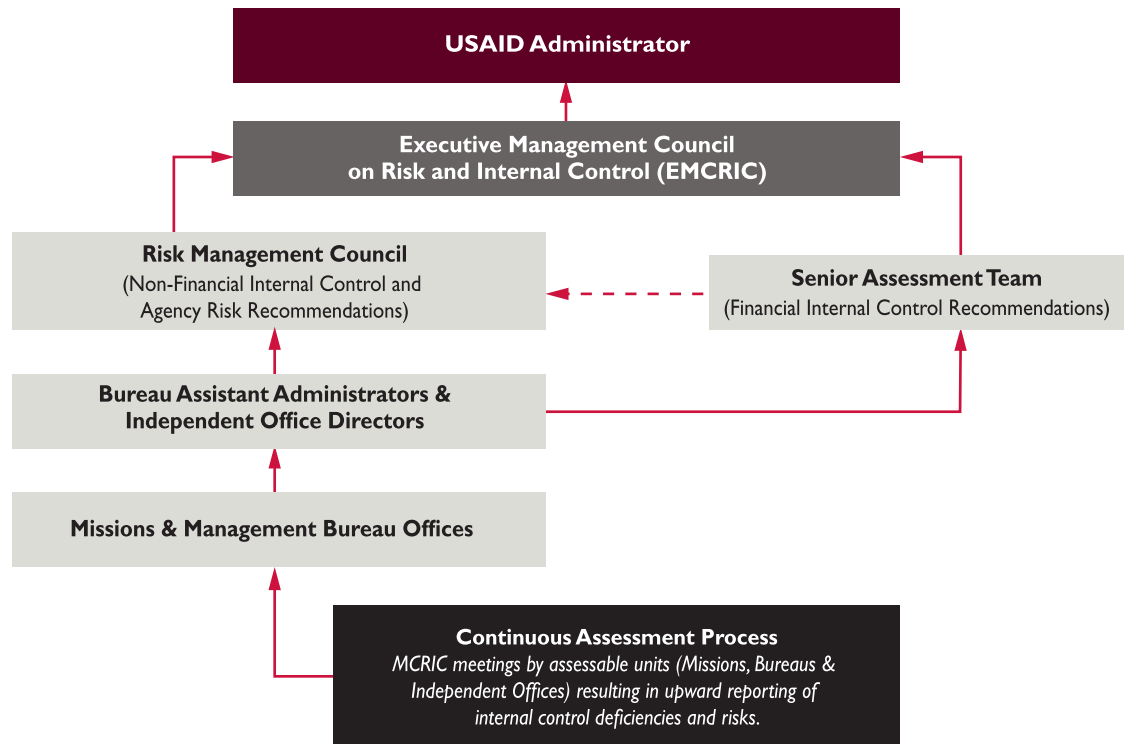 USAID Administrator
Executive Management Council
on Risk and Internal Control (EMCRIC)
Risk Management Council
(Non-Financial Internal Control and
Agency Risk Recommendations)
Senior Assessment Team
(Financial Internal Control Recommendations)
Bureau Assistant Administrators &
Independent Office Directors
Missions & Management Bureau Offices
Continuous Assessment Process
MCRIC meetings by assessable units (Missions, Bureaus &
Independent Offices) resulting in upward reporting of
internal control deficiencies and risks.